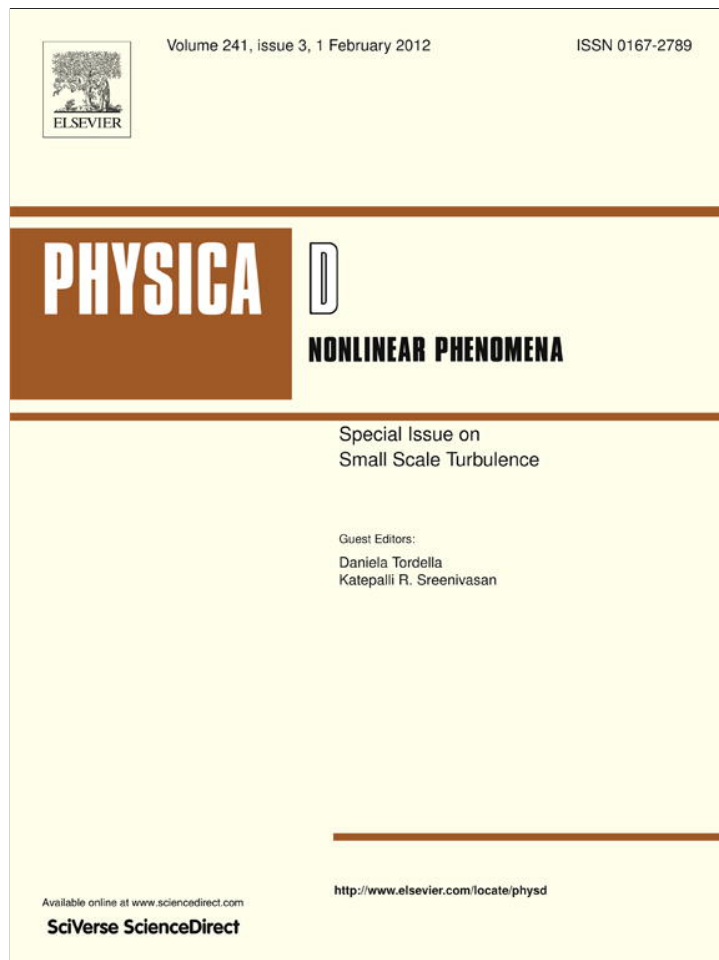 Volume 241, issue 3, 1 February 2012
ISSN 0167-2789
ELSEVIER
PHYSICA D
NONLINEAR PHENOMENA
Special Issue on
Small Scale Turbulence
Guest Editors:
Daniela Tordella
Katepalli R. Sreenivasan
http://www.elsevier.com/locate/physd
Available online at www.sciencedirect.com
SciVerse ScienceDirect